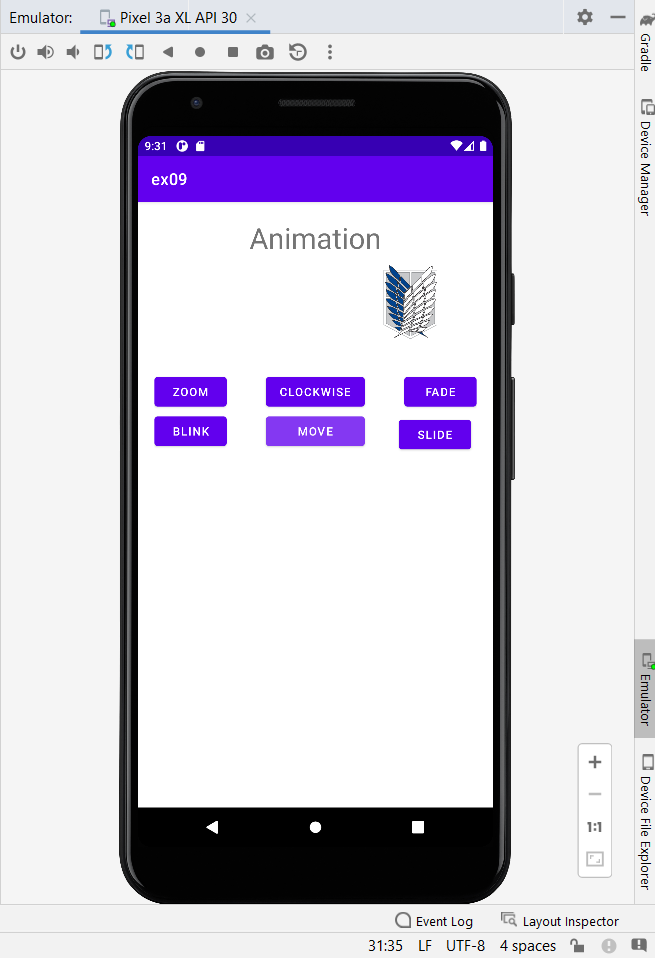 Emulator: Pixel 3a XL API 30
Gradle
Device Manager
9:31
ex09
Animation
ZOOM CLOCKWISE FADE
BLINK MOVE SLIDE
Emulator
1:1
Device File Explorer
Event Log Layout Inspector
31:35 LF UTF-8 4 spaces